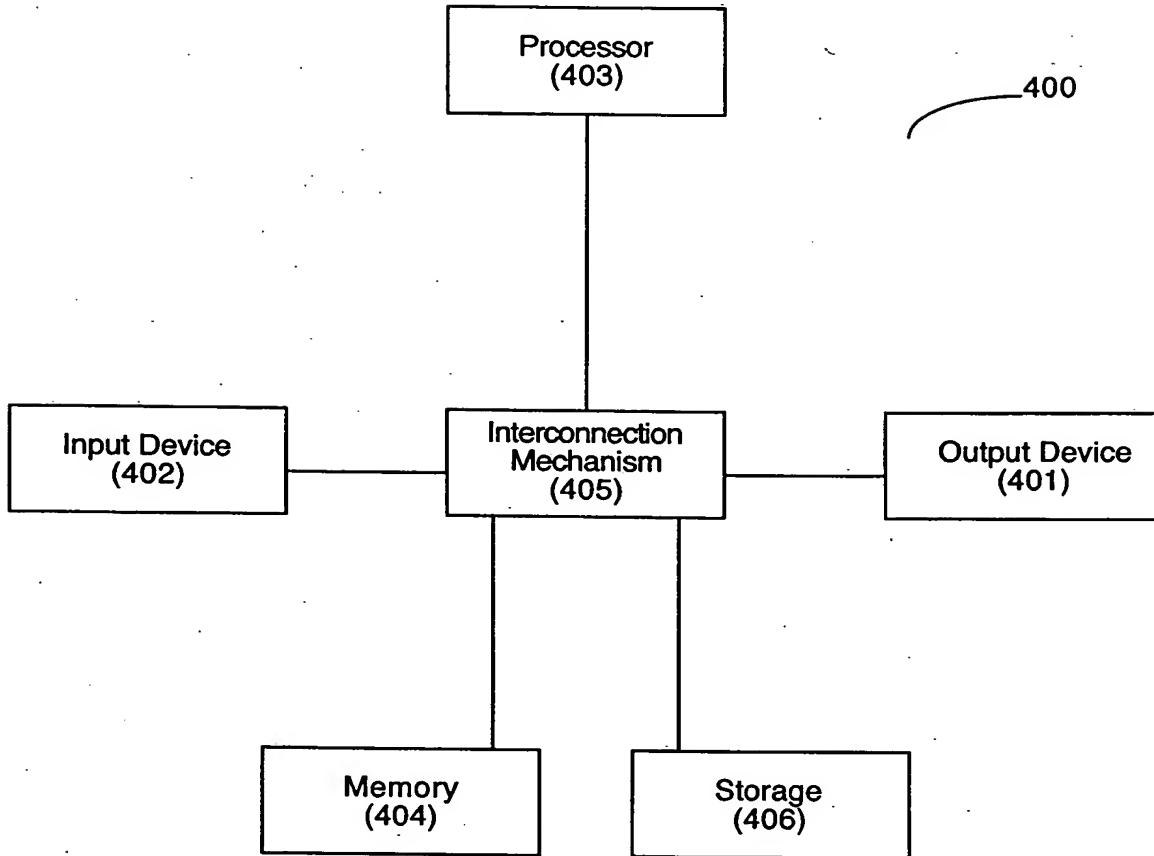 Processor
(403)
400
Input Device
(402)
Interconnection
Mechanism
(405)
Output Device
(401)
Memory
(404)
Storage
(406)